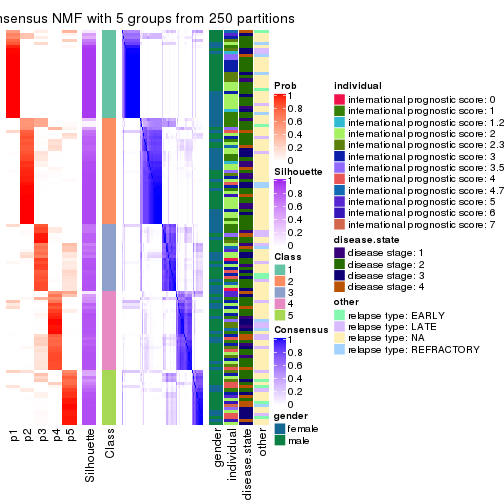 nsensus NMF with 5 groups from 250 partitions
Prob
1
0.8
0.6
0.4
0.2
0
Silhouette
1
0.8
0.6
0.4
0.2
0
Class
1
2
3
4
5
Consensus
1
0.8
0.6
0.4
0.2
0
gender
female
male
individual
international prognostic score: 0
international prognostic score: 1
international prognostic score: 1.2
international prognostic score: 2
international prognostic score: 2.3
international prognostic score: 3
international prognostic score: 3.5
international prognostic score: 4
international prognostic score: 4.7
international prognostic score: 5
international prognostic score: 6
international prognostic score: 7
disease.state
disease stage: 1
disease stage: 2
disease stage: 3
disease stage: 4
other
relapse type: EARLY
relapse type: LATE
relapse type: NA
relapse type: REFRACTORY
p1
p2
p3
p4
p5
Silhouette
Class
gender
individual
disease.state
other